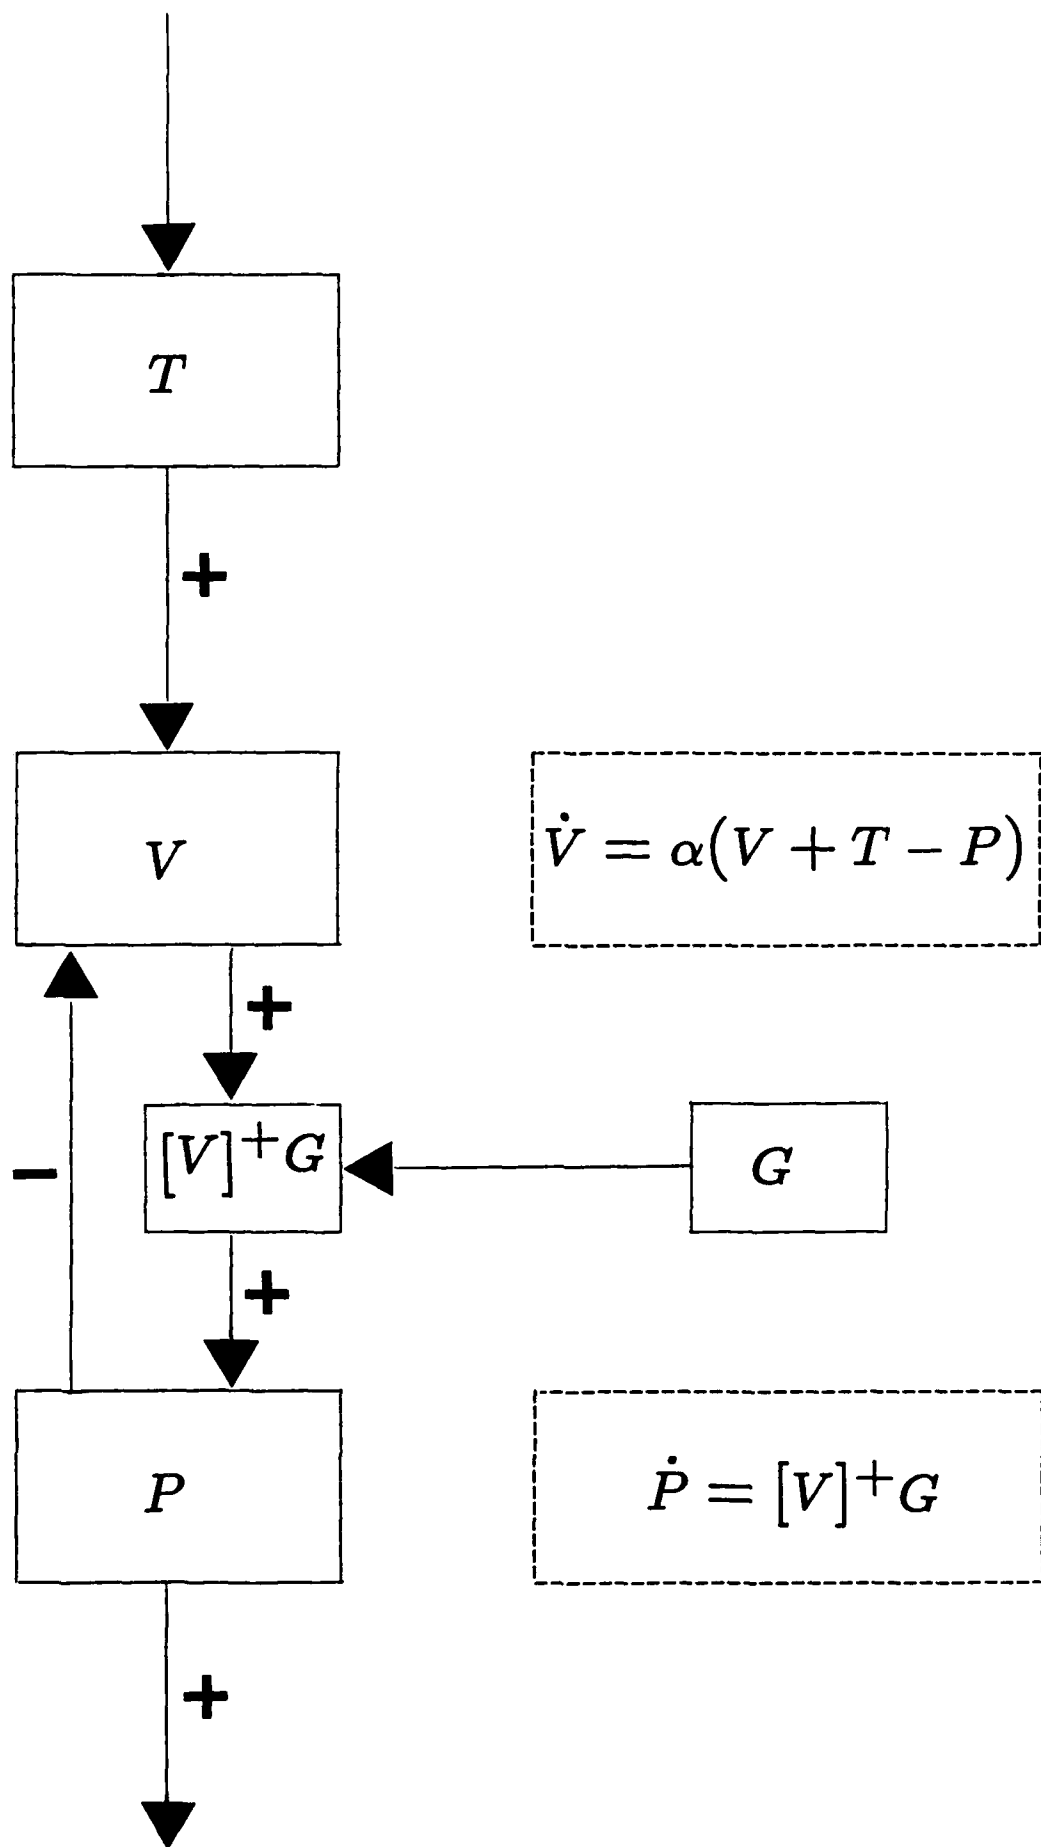 T
+
V
V̇ = α(V + T − P)
+
−
[V]⁺G
G
+
P
Ṗ = [V]⁺G
+